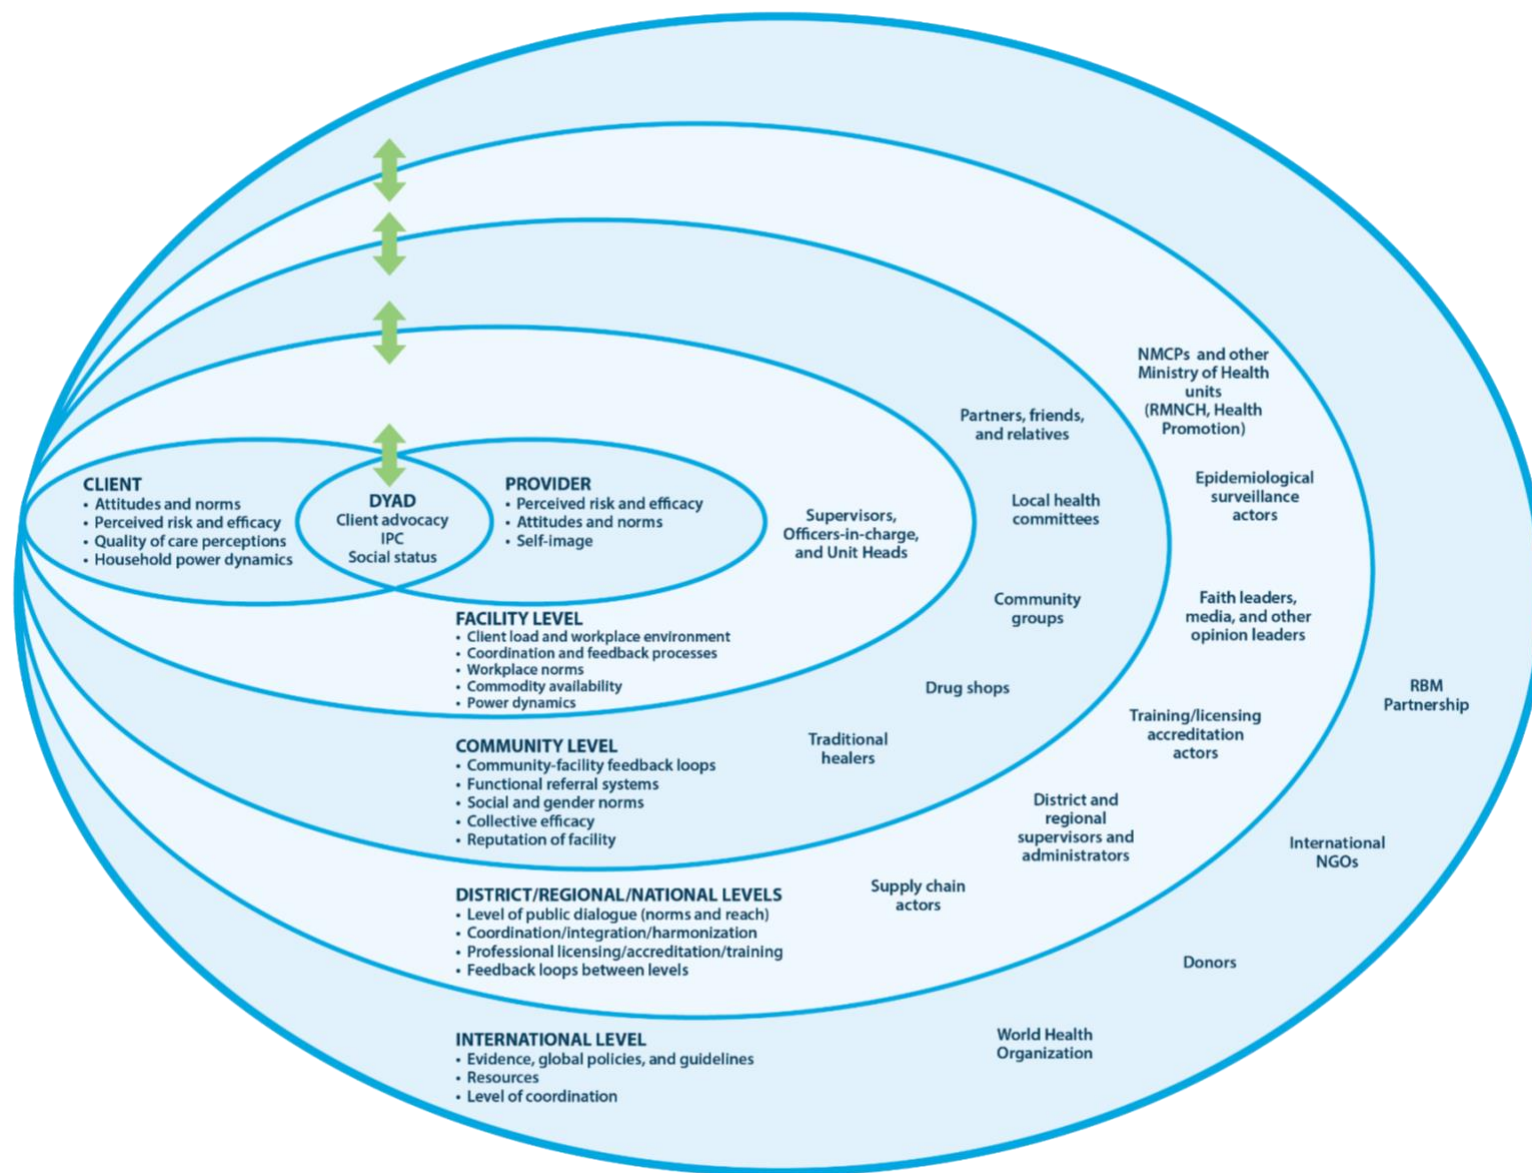 CLIENT
• Attitudes and norms
• Perceived risk and efficacy
• Quality of care perceptions
• Household power dynamics
DYAD
Client advocacy
IPC
Social status
PROVIDER
• Perceived risk and efficacy
• Attitudes and norms
• Self-image
Supervisors,
Officers-in-charge,
and Unit Heads
FACILITY LEVEL
• Client load and workplace environment
• Coordination and feedback processes
• Workplace norms
• Commodity availability
• Power dynamics
Partners, friends,
and relatives
Local health
committees
Community
groups
Drug shops
Traditional
healers
COMMUNITY LEVEL
• Community-facility feedback loops
• Functional referral systems
• Social and gender norms
• Collective efficacy
• Reputation of facility
NMCPs and other
Ministry of Health
units
(RMNCH, Health
Promotion)
Epidemiological
surveillance
actors
Faith leaders,
media, and other
opinion leaders
Training/licensing
accreditation
actors
District and
regional
supervisors and
administrators
Supply chain
actors
DISTRICT/REGIONAL/NATIONAL LEVELS
• Level of public dialogue (norms and reach)
• Coordination/integration/harmonization
• Professional licensing/accreditation/training
• Feedback loops between levels
RBM
Partnership
International
NGOs
Donors
World Health
Organization
INTERNATIONAL LEVEL
• Evidence, global policies, and guidelines
• Resources
• Level of coordination